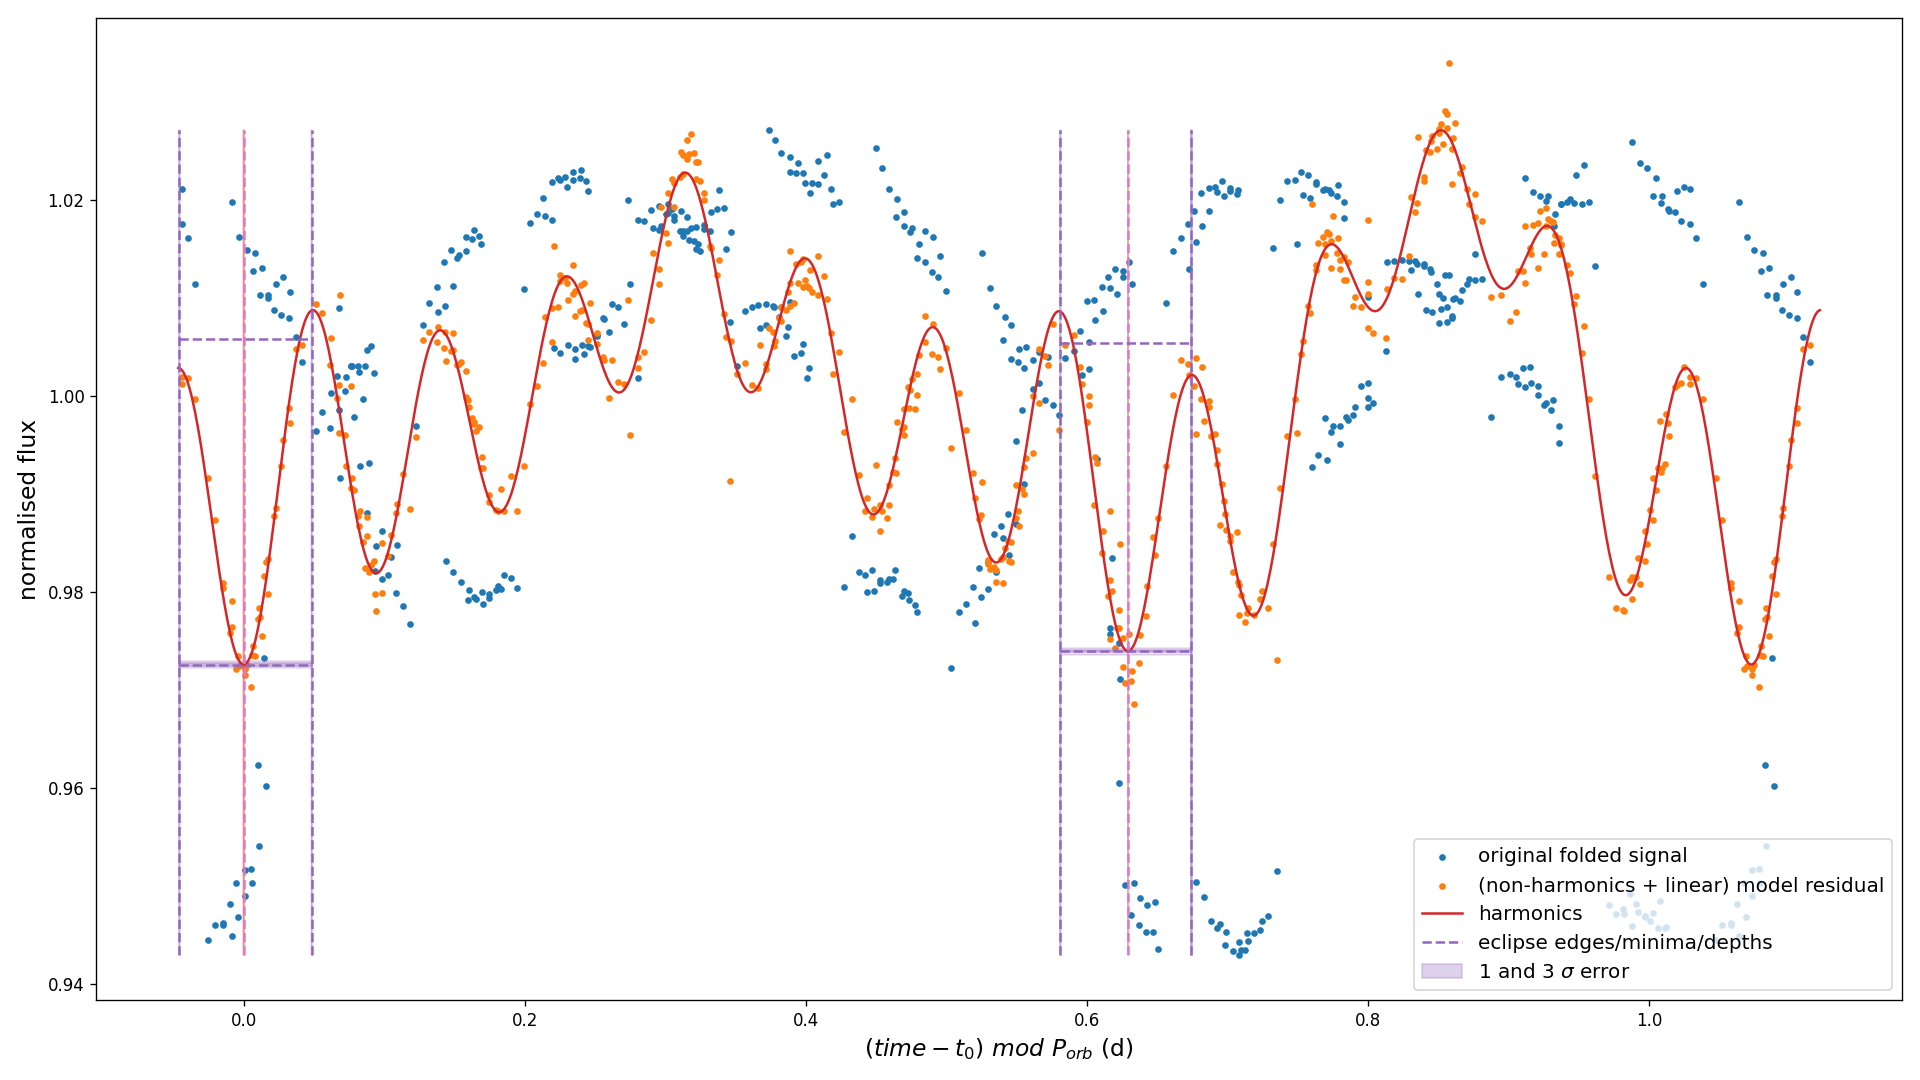 normalised flux
1.02
1.00
0.98
0.96
0.94
0.0 0.2 0.4 0.6 0.8 1.0
(time − t₀) mod Pₒᵣb (d)
original folded signal
(non-harmonics + linear) model residual
harmonics
eclipse edges/minima/depths
1 and 3 σ error